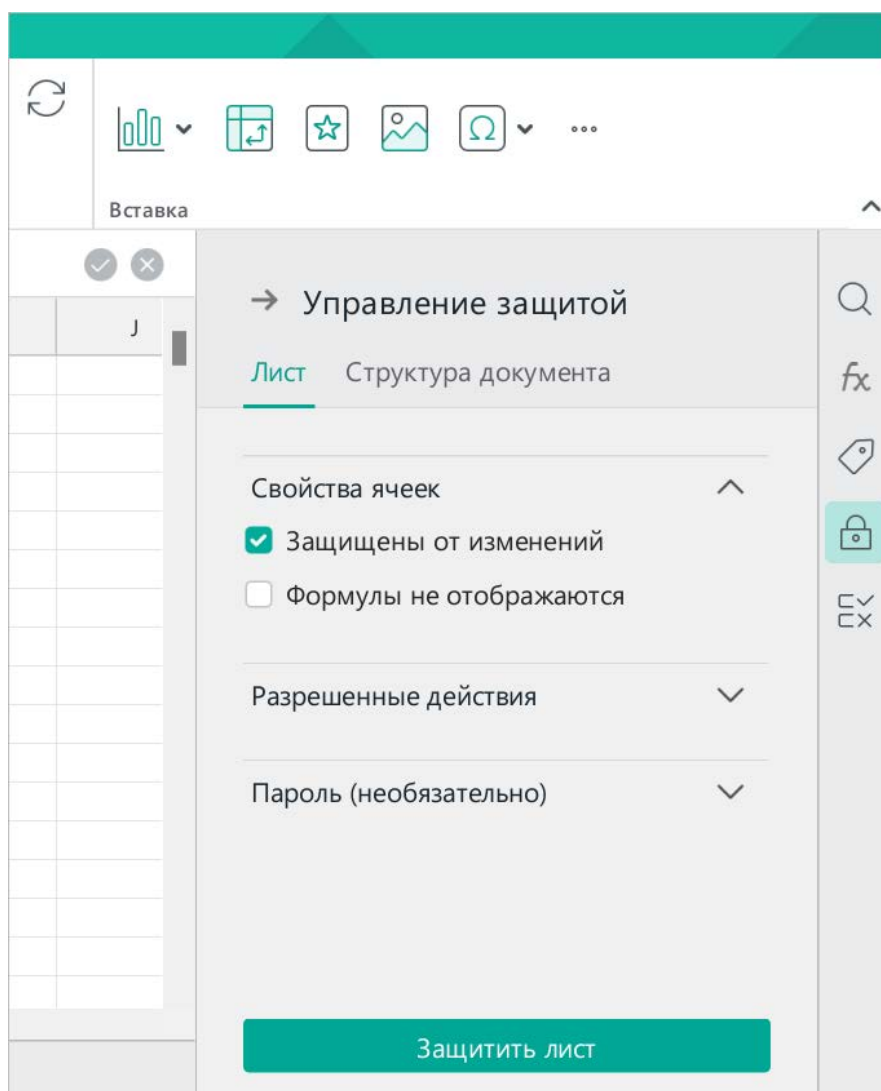 Вставка
J
Управление защитой
Лист Структура документа
Свойства ячеек
Защищены от изменений
Формулы не отображаются
Разрешенные действия
Пароль (необязательно)
Защитить лист